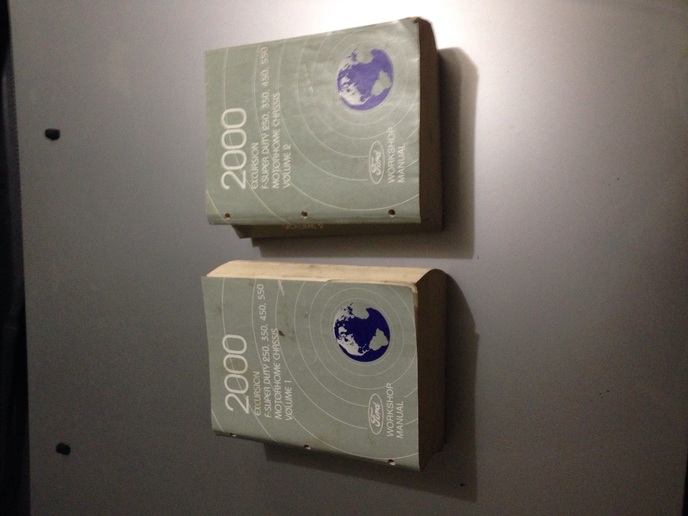 2000
EXCURSION
F-SUPER DUTY 250, 350, 450, 550
MOTORHOME CHASSIS
VOLUME 2
Ford
WORKSHOP
MANUAL
2000
EXCURSION
F-SUPER DUTY 250, 350, 450, 550
MOTORHOME CHASSIS
VOLUME 1
Ford
WORKSHOP
MANUAL